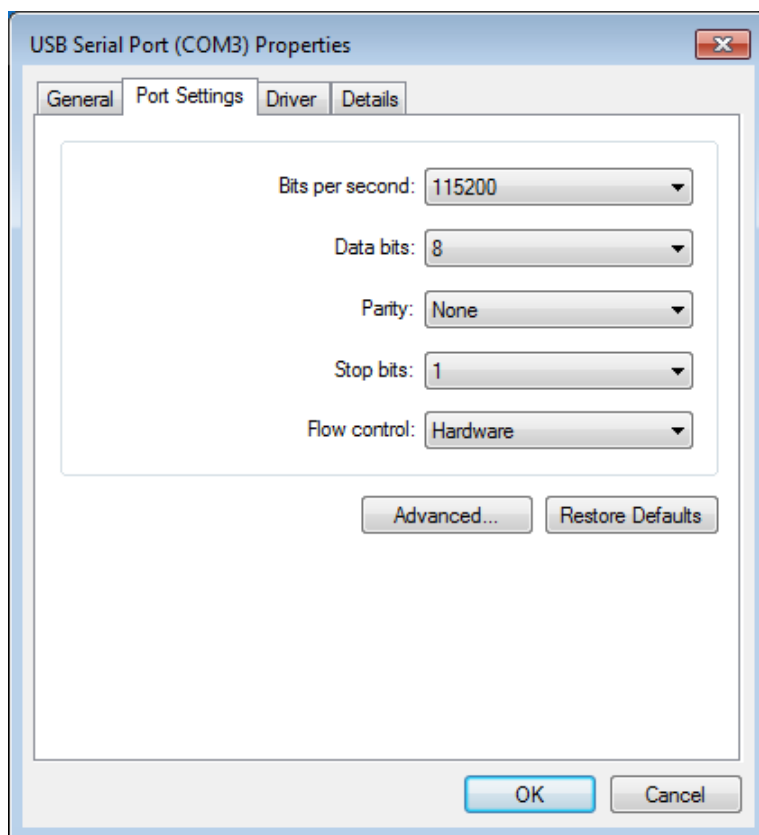 USB Serial Port (COM3) Properties
General Port Settings Driver Details
Bits per second: 115200
Data bits: 8
Parity: None
Stop bits: 1
Flow control: Hardware
Advanced... Restore Defaults
OK Cancel